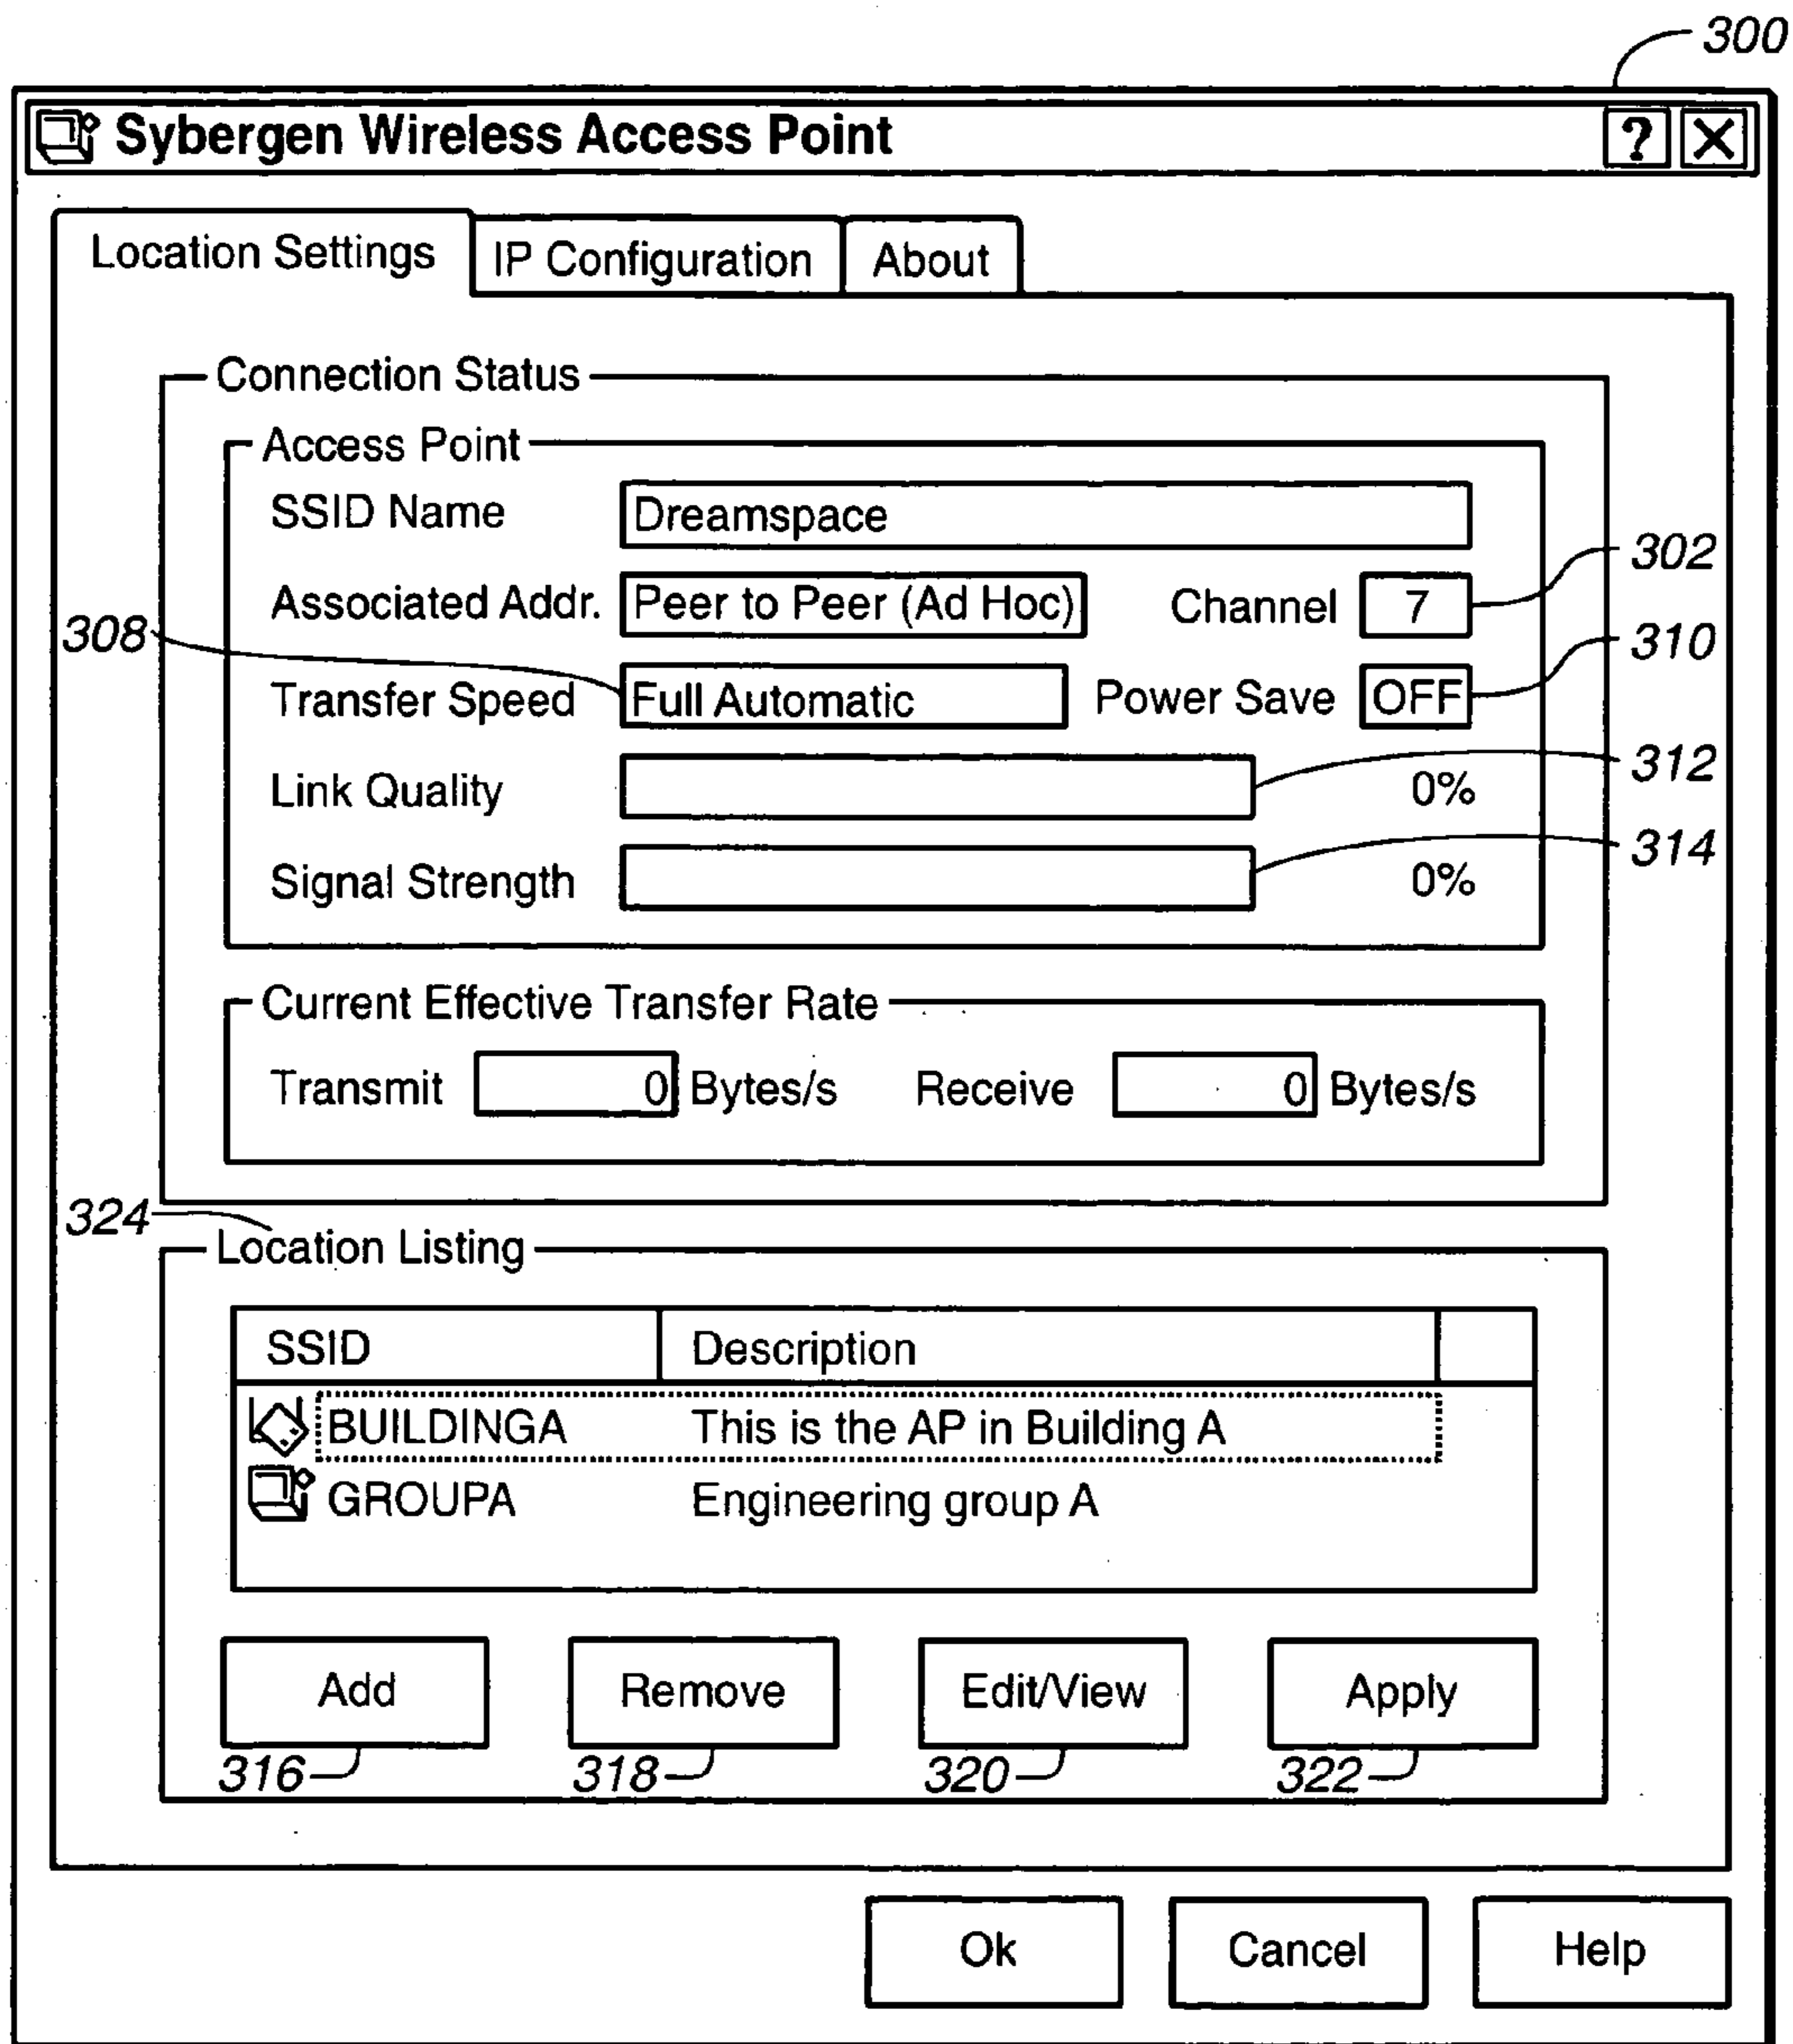 300
Sybergen Wireless Access Point ? X
Location Settings IP Configuration About
Connection Status
Access Point
SSID Name Dreamspace
302
Associated Addr. Peer to Peer (Ad Hoc) Channel 7
308 310
Transfer Speed Full Automatic Power Save OFF
312
Link Quality 0%
314
Signal Strength 0%
Current Effective Transfer Rate
Transmit 0 Bytes/s Receive 0 Bytes/s
324
Location Listing
SSID Description
BUILDINGA This is the AP in Building A
GROUPA Engineering group A
Add Remove Edit/View Apply
316 318 320 322
Ok Cancel Help